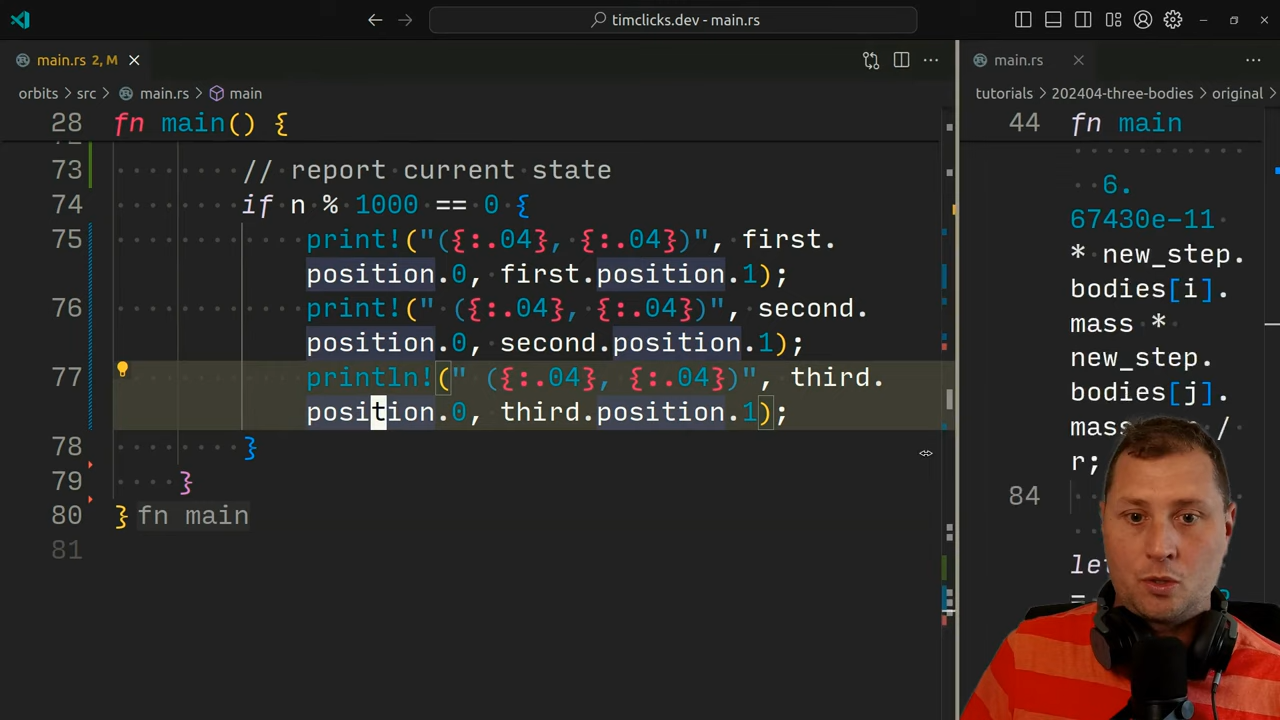 timclicks.dev - main.rs
main.rs 2, M
orbits > src > main.rs > main
28 fn main() {
73 // report current state
74 if n % 1000 == 0 {
75 print!("({:.04}, {:.04})", first.
position.0, first.position.1);
76 print!(" ({:.04}, {:.04})", second.
position.0, second.position.1);
77 println!(" ({:.04}, {:.04})", third.
position.0, third.position.1);
78 }
79 }
80 } fn main
81
main.rs
tutorials > 202404-three-bodies > original >
44 fn main
6.
67430e-11
* new_step.
bodies[i].
mass *
new_step.
bodies[j].
r;
84